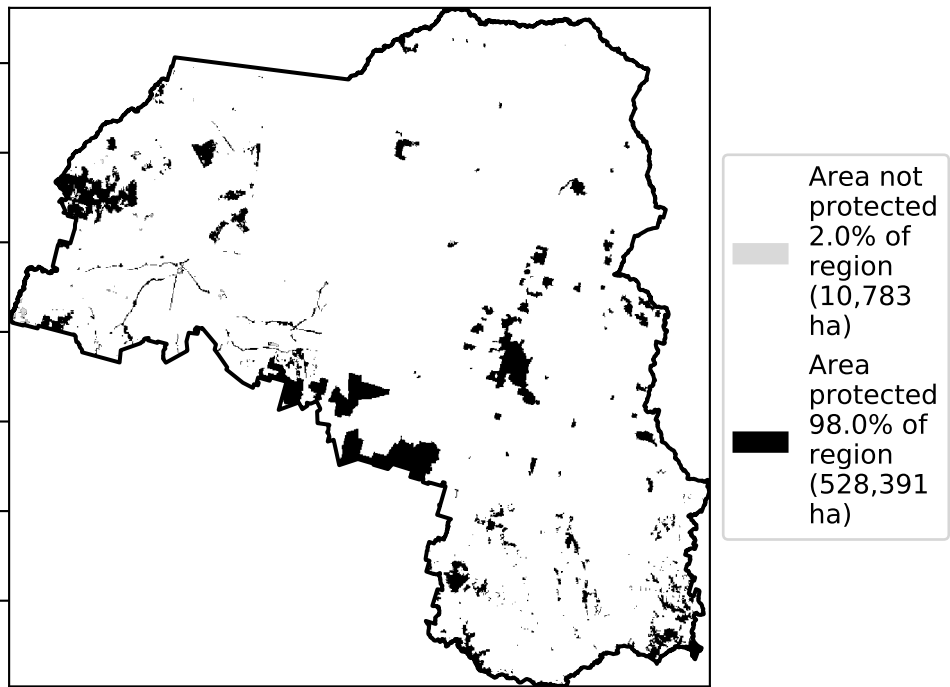 Area not
protected
2.0% of
region
(10,783
ha)
Area
protected
98.0% of
region
(528,391
ha)